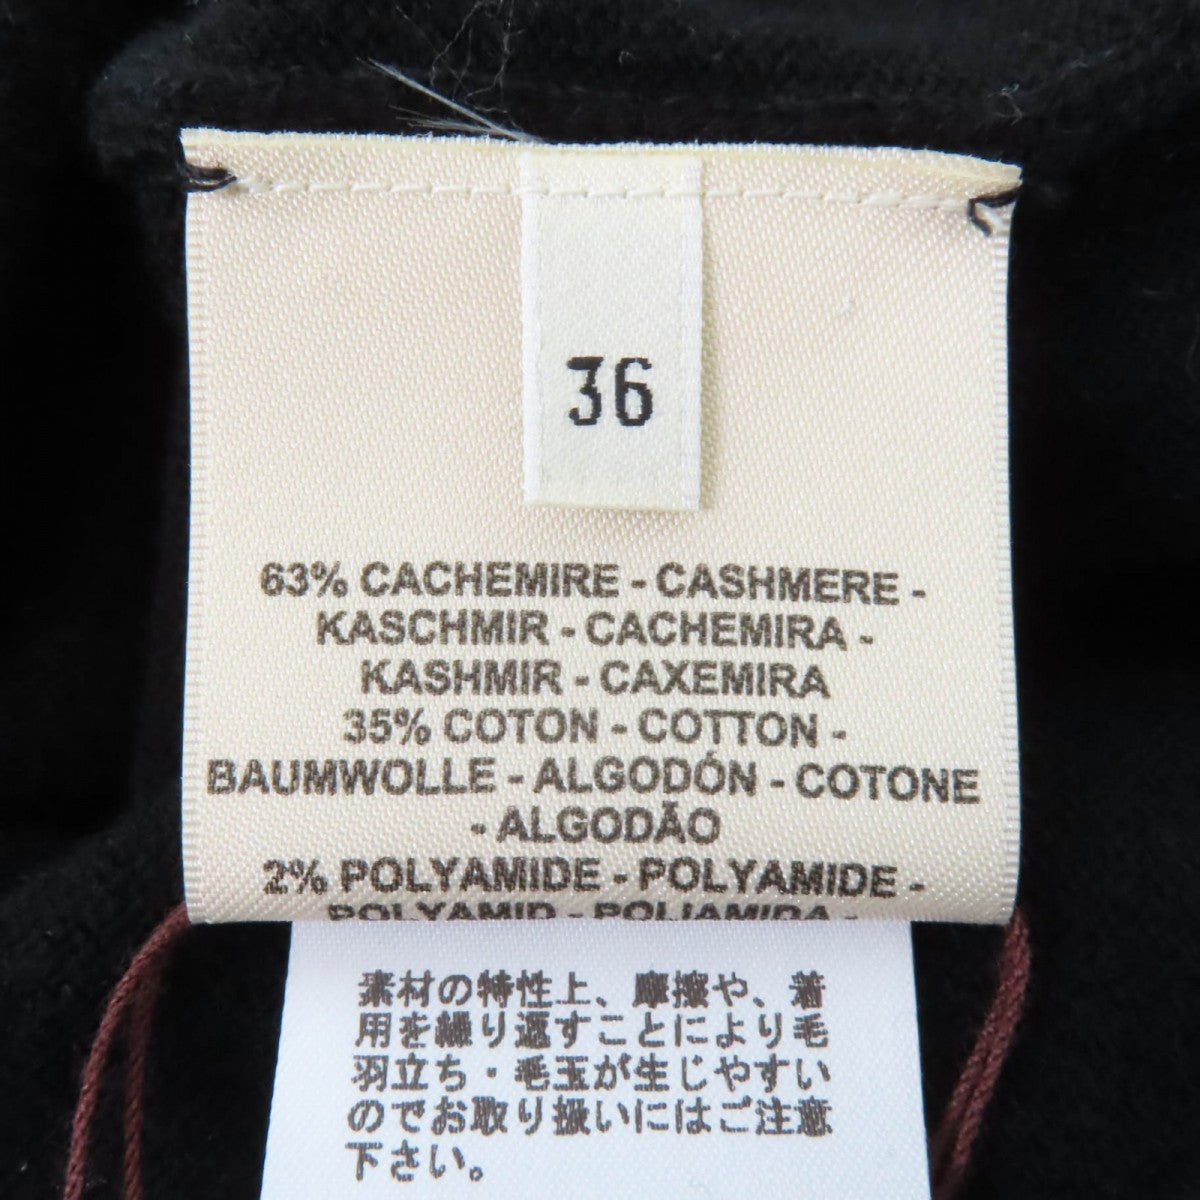 36
63% CACHEMIRE - CASHMERE -
KASCHMIR - CACHEMIRA -
KASHMIR - CAXEMIRA
35% COTON - COTTON -
BAUMWOLLE - ALGODÓN - COTONE
- ALGODÃO
2% POLYAMIDE - POLYAMIDE -
POLYAMID - POLIAMIDA -
素材の特性上、摩擦や、着
用を繰り返すことにより毛
羽立ち・毛玉が生じやすい
のでお取り扱いにはご注意
下さい。